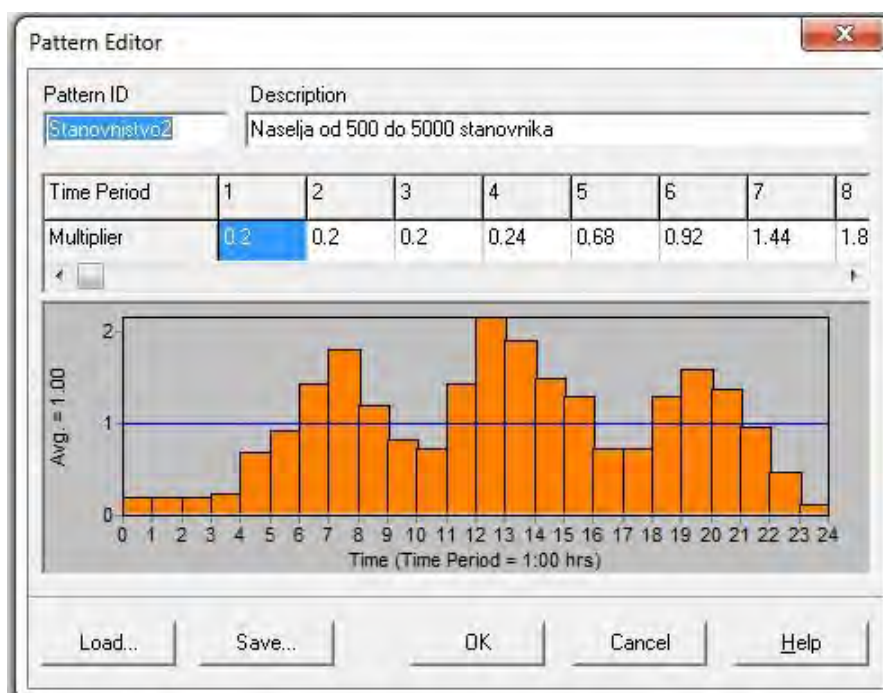 Pattern Editor
Pattern ID Description
Stanovnistvo2 Naselja od 500 do 5000 stanovnika
Time Period 1 2 3 4 5 6 7 8
Multiplier 0.2 0.2 0.2 0.24 0.68 0.92 1.44 1.8
2
1
0
Avg. = 1.00
0 1 2 3 4 5 6 7 8 9 10 11 12 13 14 15 16 17 18 19 20 21 22 23 24
Time (Time Period = 1:00 hrs)
Load... Save... OK Cancel Help